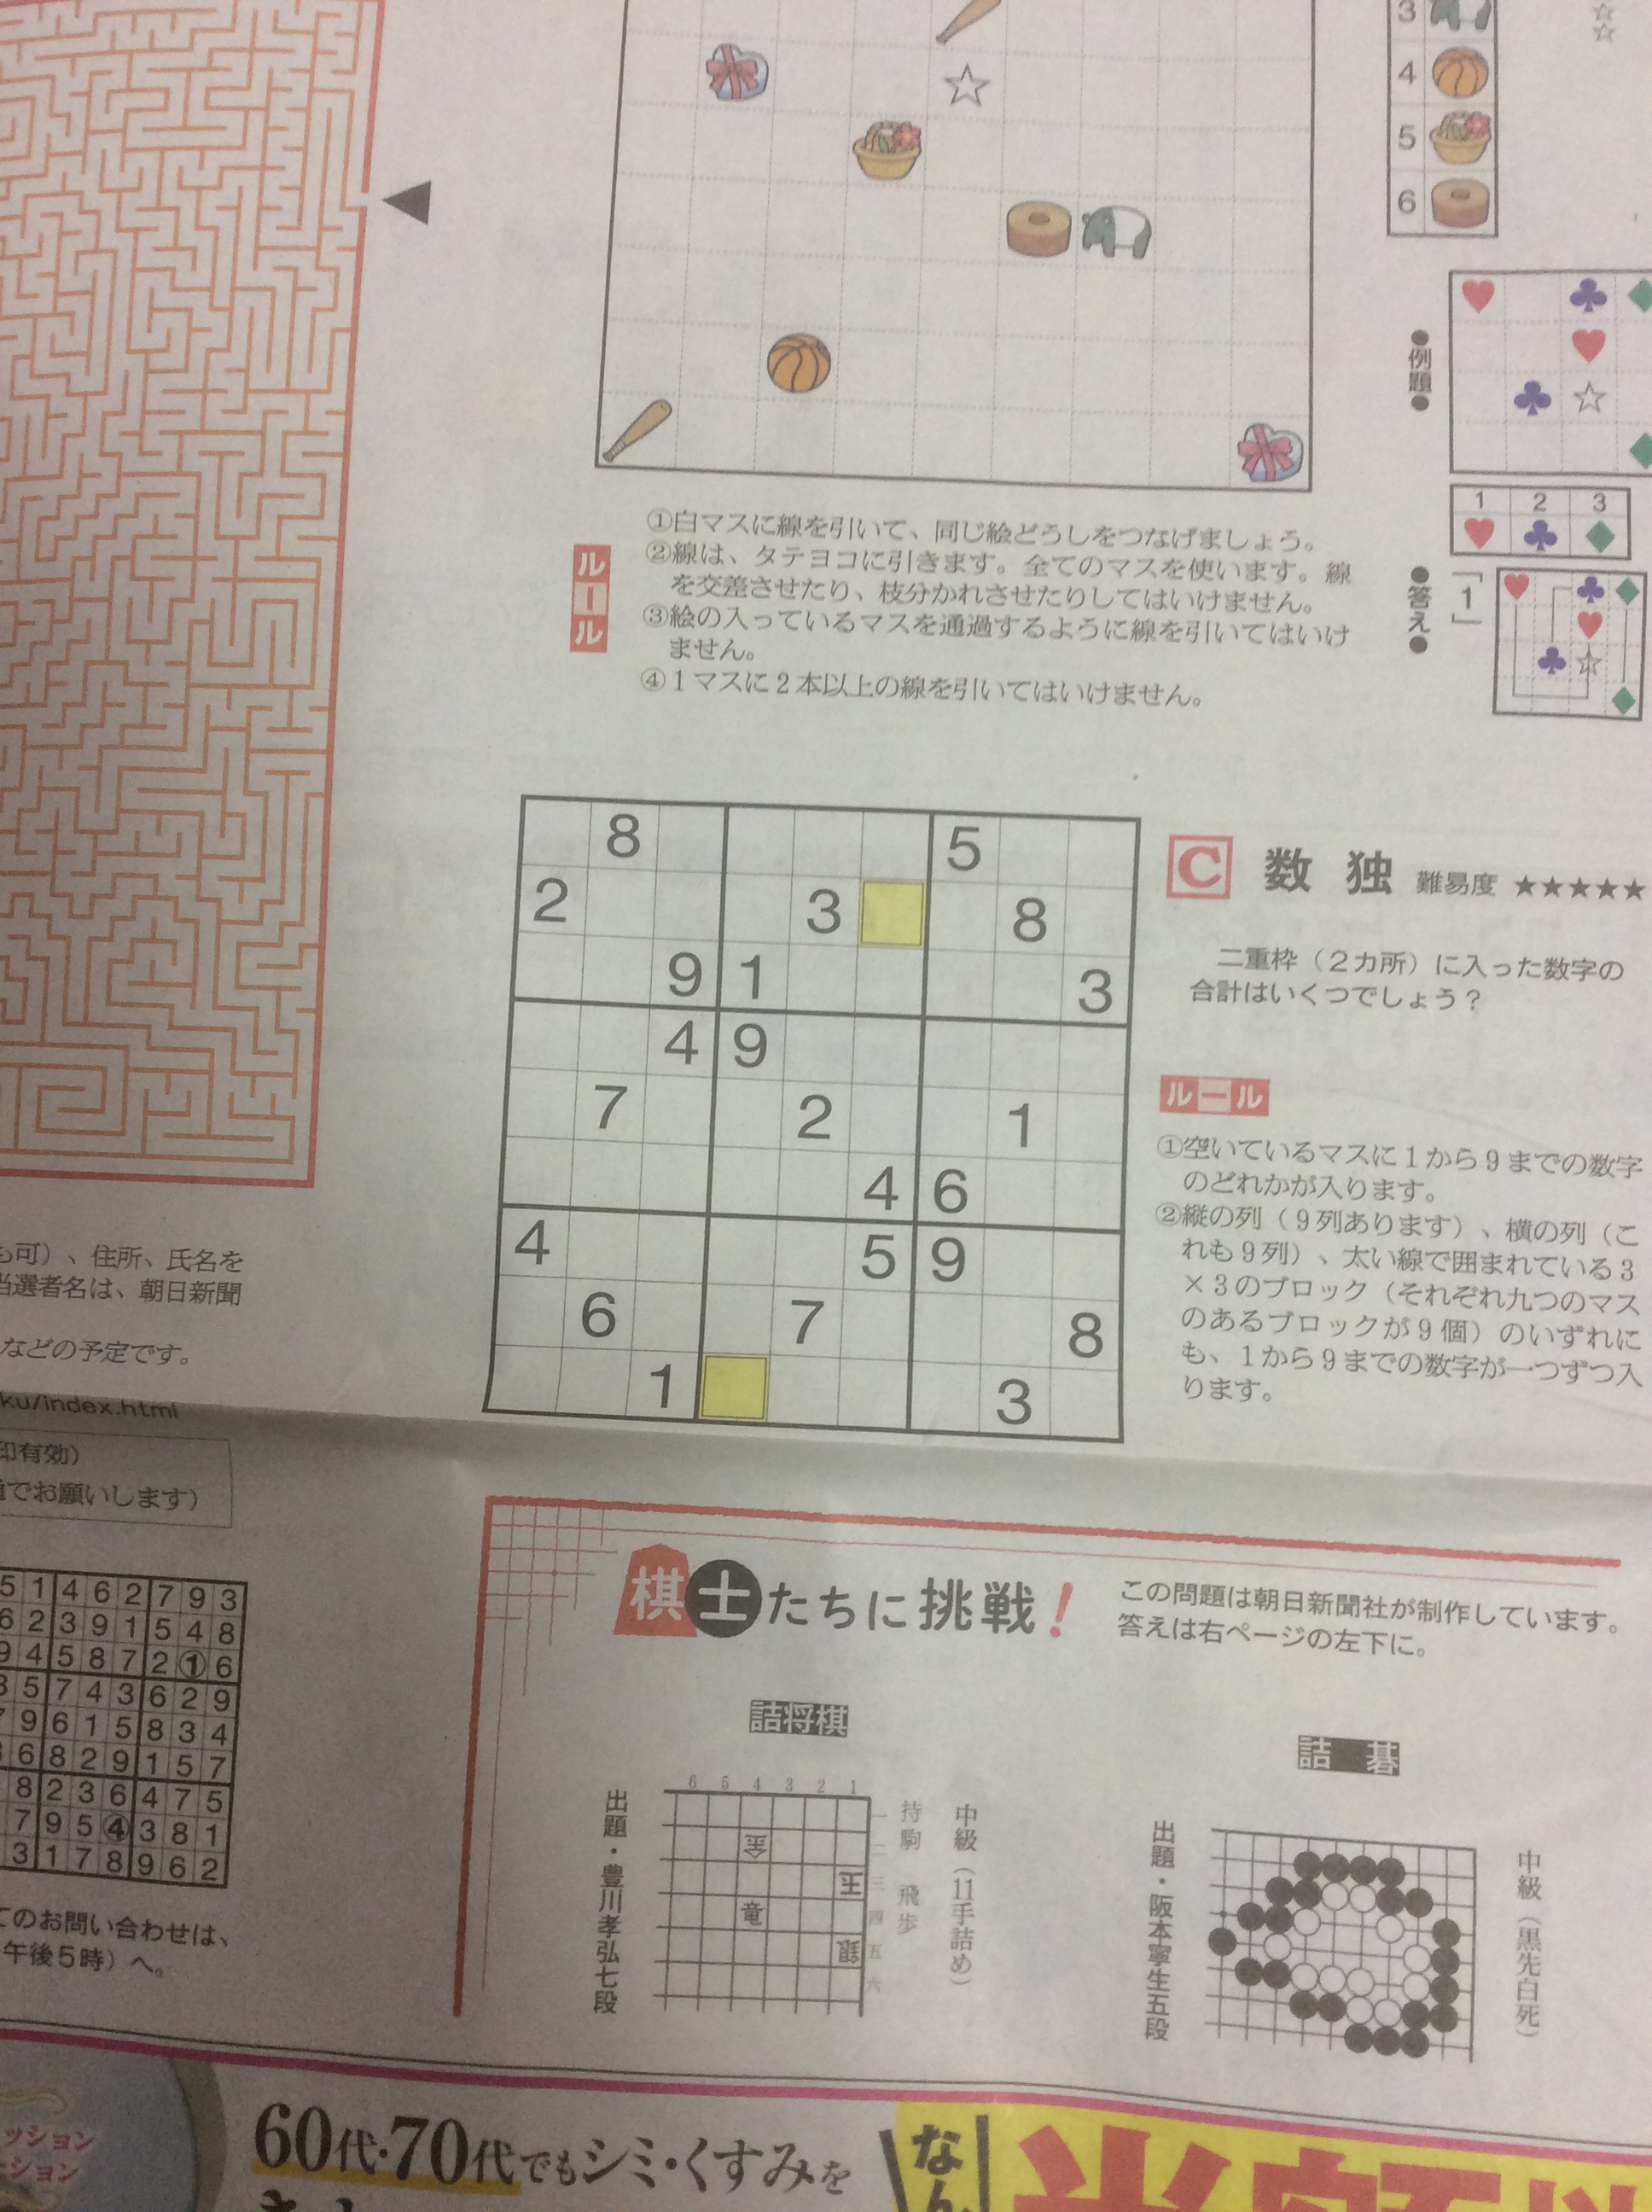 3
4
5
6
●例題●
1 2 3
●答え●
「1」
ルール
①白マスに線を引いて、同じ絵どうしをつなげましょう。
②線は、タテヨコに引きます。全てのマスを使います。線
を交差させたり、枝分かれさせたりしてはいけません。
③絵の入っているマスを通過するように線を引いてはいけ
ません。
④1マスに2本以上の線を引いてはいけません。
8 5
2 3 8
9 1 3
4 9
7 2 1
4 6
4 5 9
6 7 8
1 3
C 数独 難易度 ★★★★★
二重枠（2カ所）に入った数字の
合計はいくつでしょう？
ルール
①空いているマスに1から9までの数字
のどれかが入ります。
②縦の列（9列あります）、横の列（こ
れも9列）、太い線で囲まれている3
×3のブロック（それぞれ九つのマス
のあるブロックが9個）のいずれに
も、1から9までの数字が一つずつ入
ります。
も可）、住所、氏名を
当選者名は、朝日新聞
などの予定です。
ku/index.html
印有効）
でお願いします）
5 1 4 6 2 7 9 3
6 2 3 9 1 5 4 8
9 4 5 8 7 2 ① 6
5 7 4 3 6 2 9
9 6 1 5 8 3 4
6 8 2 9 1 5 7
8 2 3 6 4 7 5
7 9 5 ④ 3 8 1
3 1 7 8 9 6 2
てのお問い合わせは、
午後5時）へ。
棋士たちに挑戦！
この問題は朝日新聞社が制作しています。
答えは右ページの左下に。
詰将棋
出題・豊川孝弘七段
6 5 4 3 2 1
一
二
三
四
五
六
金
玉
竜
銀
持駒 飛歩
中級（11手詰め）
詰碁
出題・阪本寧生五段
中級（黒先白死）
ッション
ーション
60代・70代でもシミ・くすみを